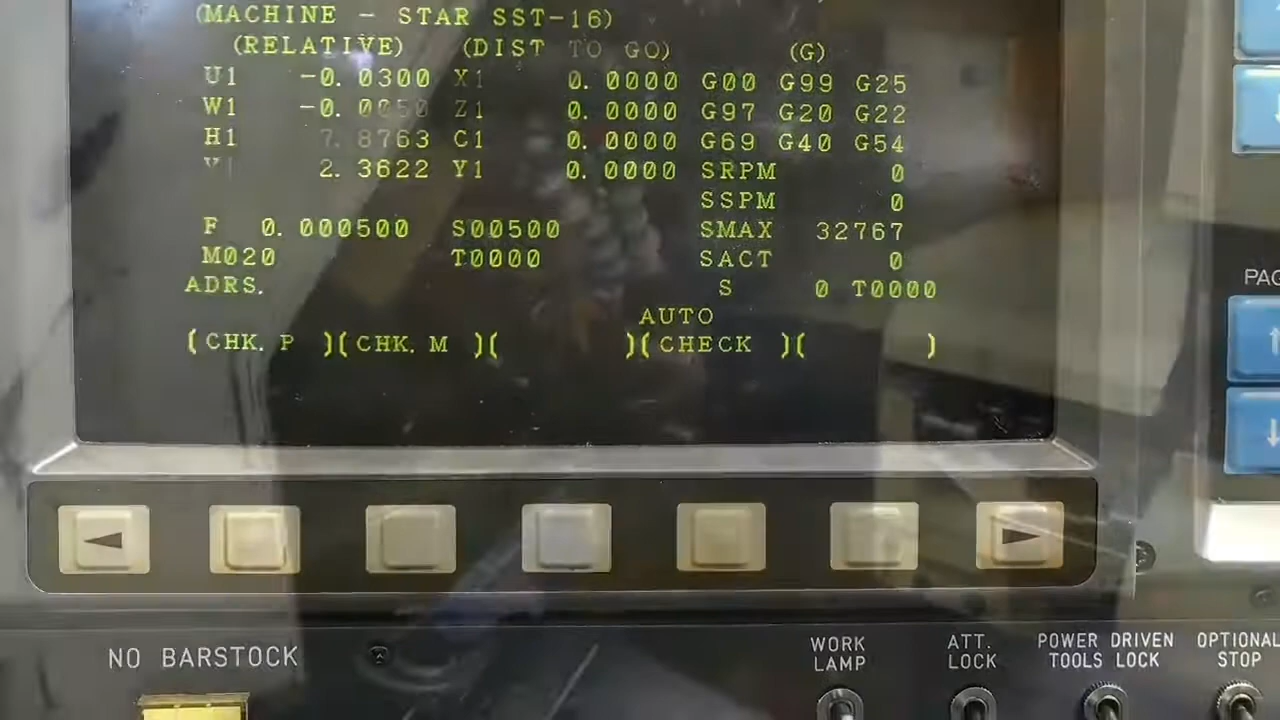 (MACHINE - STAR SST-16)
(RELATIVE) (DIST TO GO) (G)
U1 -0.0300 X1 0.0000 G00 G99 G25
W1 -0.0050 Z1 0.0000 G97 G20 G22
H1 7.8763 C1 0.0000 G69 G40 G54
2.3622 Y1 0.0000 SRPM 0
SSPM 0
F 0.000500 S00500 SMAX 32767
M020 T0000 SACT 0
ADRS. S 0 T0000
AUTO
(CHK. P )(CHK. M )( )(CHECK )( )
NO BARSTOCK
WORK LAMP
ATT. LOCK
POWER DRIVEN TOOLS LOCK
OPTIONAL STOP